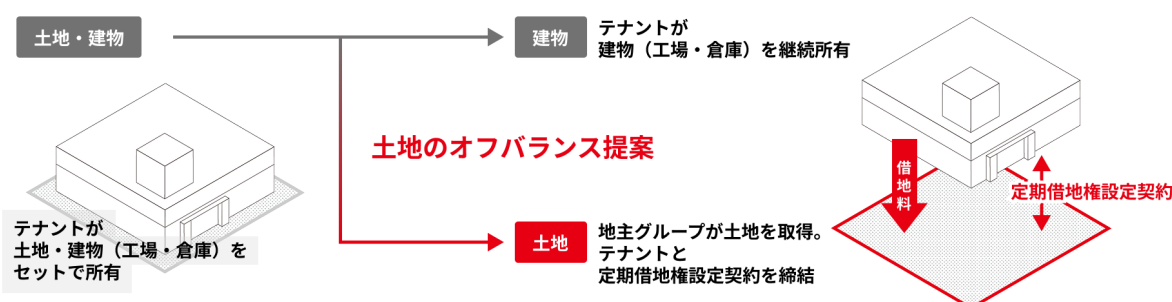 土地・建物
テナントが
土地・建物（工場・倉庫）を
セットで所有
土地のオフバランス提案
建物
テナントが
建物（工場・倉庫）を継続所有
土地
地主グループが土地を取得。
テナントと
定期借地権設定契約を締結
借地料
定期借地権設定契約